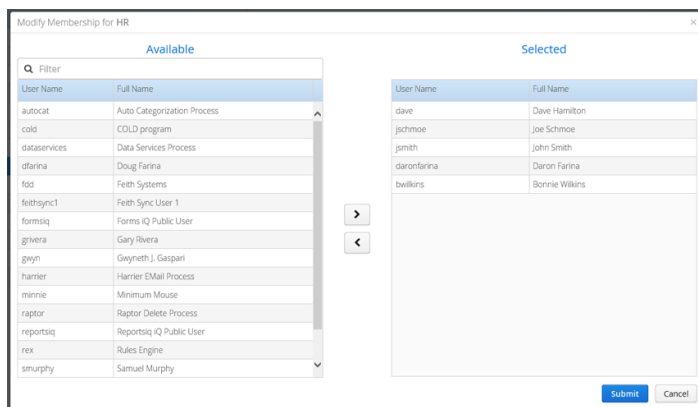 Modify Membership for HR
Available
Selected
Filter
User Name Full Name
autocat Auto Categorization Process
cold COLD program
dataservices Data Services Process
dfarina Doug Farina
fdd Feith Systems
feithsync1 Feith Sync User 1
formsiq Forms iQ Public User
grivera Gary Rivera
gwyn Gwyneth J. Gaspari
harrier Harrier EMail Process
minnie Minimum Mouse
raptor Raptor Delete Process
reportsiq Reportsiq iQ Public User
rex Rules Engine
smurphy Samuel Murphy
User Name Full Name
dave Dave Hamilton
jschmoe Joe Schmoe
jsmith John Smith
daronfarina Daron Farina
bwilkins Bonnie Wilkins
Submit Cancel